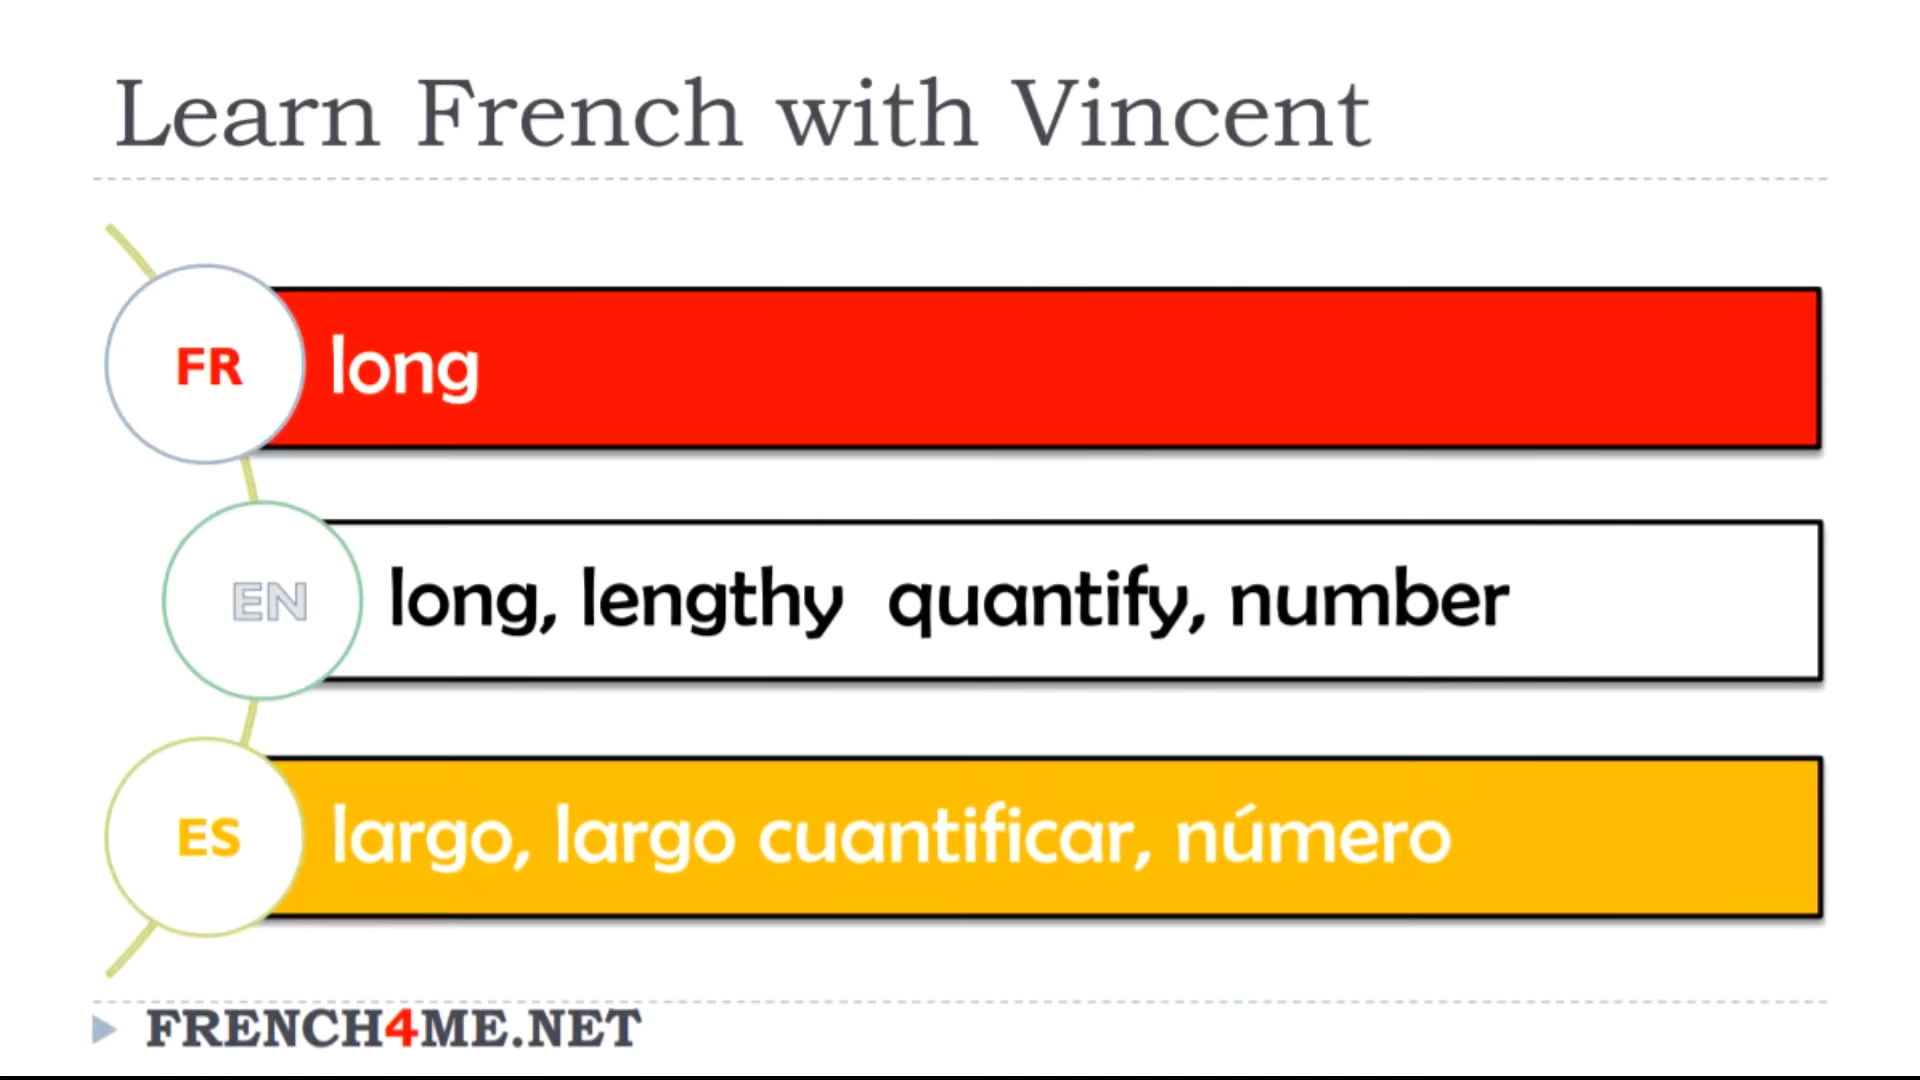 Learn French with Vincent
FR long
EN long, lengthy quantify, number
ES largo, largo cuantificar, número
FRENCH4ME.NET